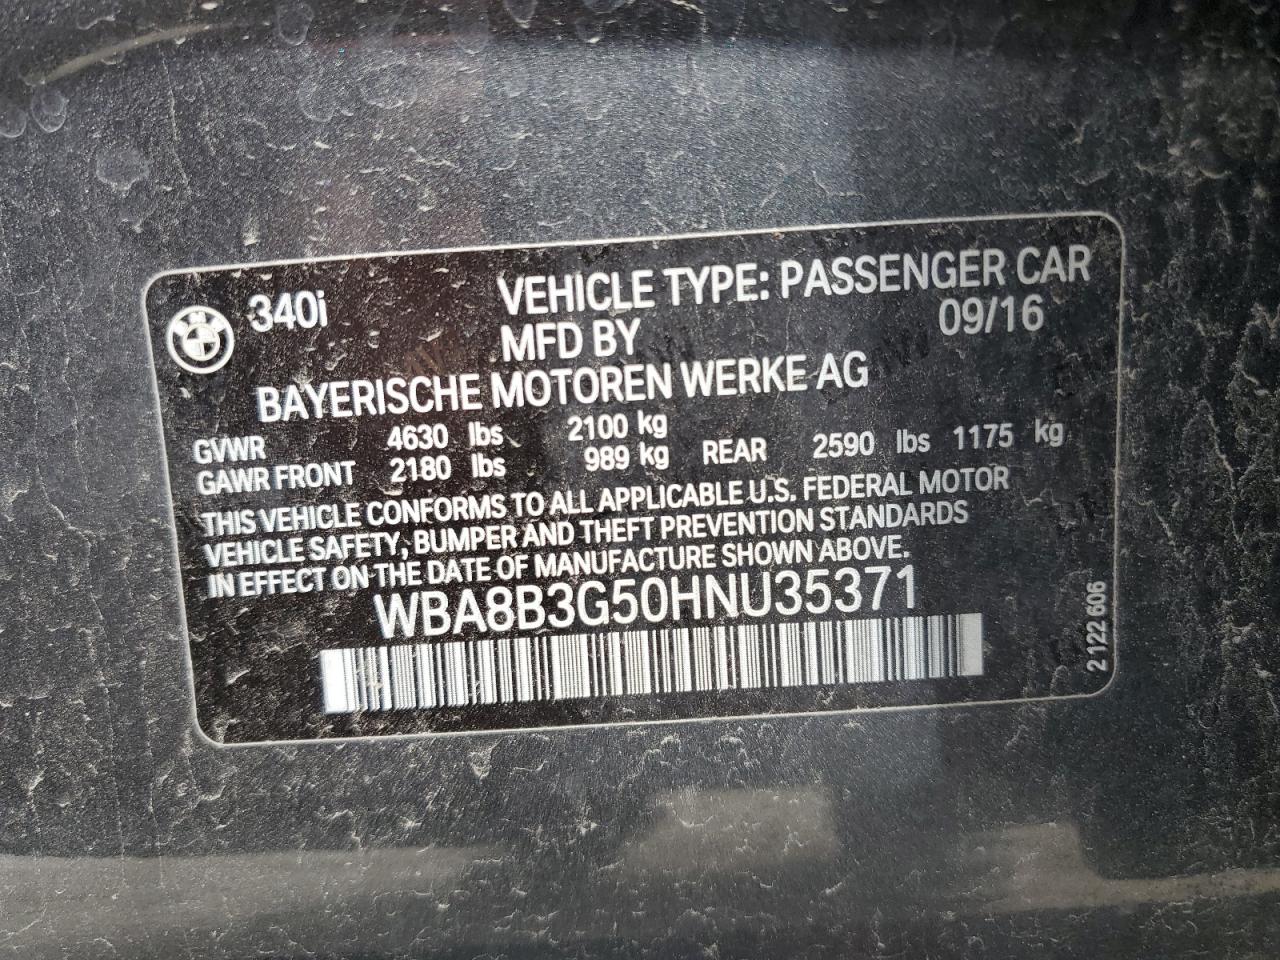 340i VEHICLE TYPE: PASSENGER CAR
MFD BY 09/16
BAYERISCHE MOTOREN WERKE AG
GVWR 4630 lbs 2100 kg
GAWR FRONT 2180 lbs 989 kg REAR 2590 lbs 1175 kg
THIS VEHICLE CONFORMS TO ALL APPLICABLE U.S. FEDERAL MOTOR
VEHICLE SAFETY, BUMPER AND THEFT PREVENTION STANDARDS
IN EFFECT ON THE DATE OF MANUFACTURE SHOWN ABOVE.
WBA8B3G50HNU35371
2 122 606